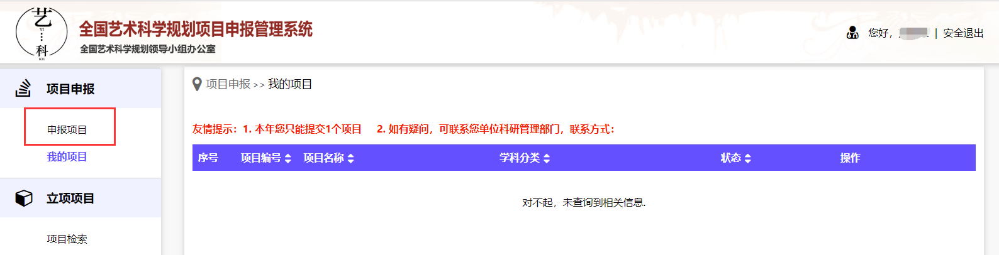 艺
YI
科
KE
全国艺术科学规划项目申报管理系统
全国艺术科学规划领导小组办公室
您好， | 安全退出
项目申报
申报项目
我的项目
立项项目
项目检索
项目申报 >> 我的项目
友情提示：1. 本年您只能提交1个项目 2. 如有疑问，可联系您单位科研管理部门，联系方式：
序号 项目编号 项目名称 学科分类 状态 操作
对不起，未查询到相关信息.